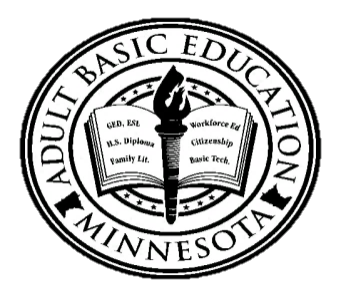 ADULT BASIC EDUCATION
GED, ESL
H.S. Diploma
Family Lit.
Workforce Ed
Citizenship
Basic Tech.
MINNESOTA